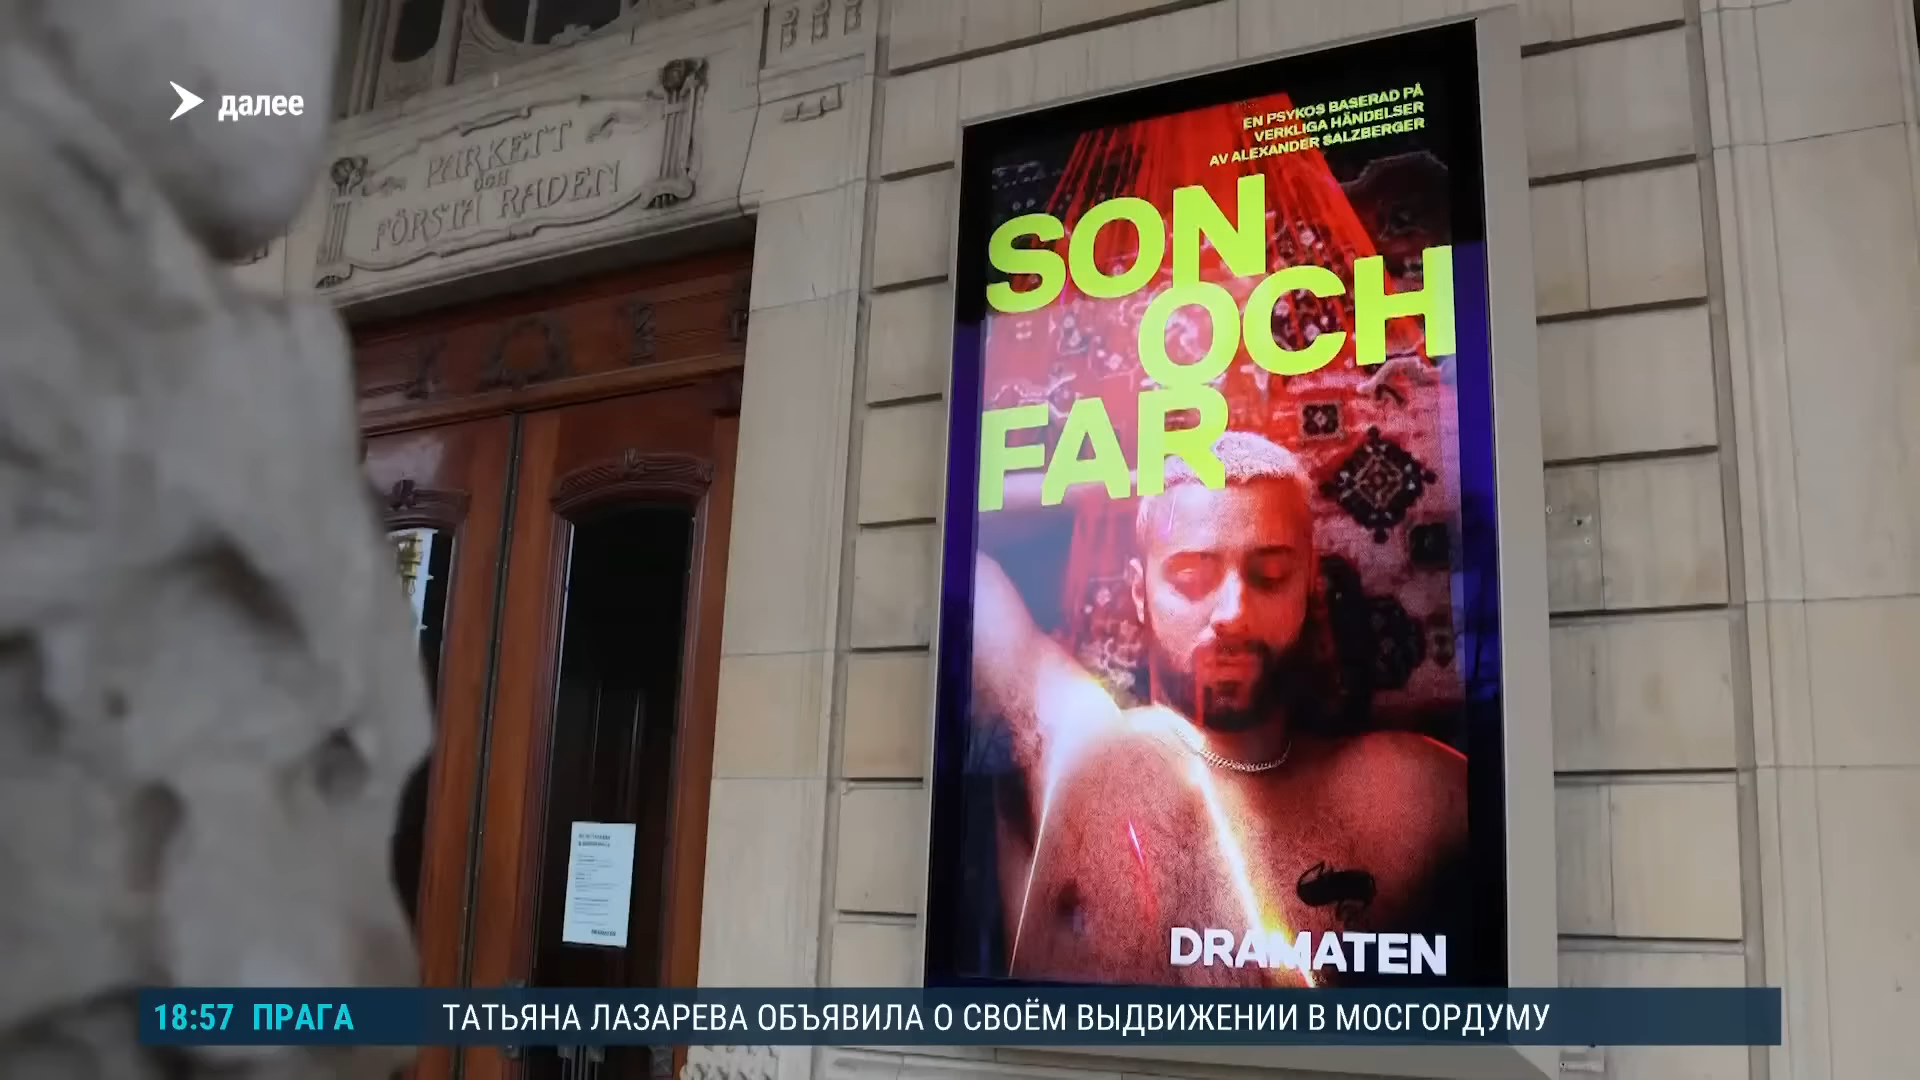 далее
PARKETT
OCH
FÖRSTA RADEN
EN PSYKOS BASERAD PÅ
VERKLIGA HÄNDELSER
AV ALEXANDER SALZBERGER
SON
OCH
FAR
DRAMATEN
18:57 ПРАГА
ТАТЬЯНА ЛАЗАРЕВА ОБЪЯВИЛА О СВОЁМ ВЫДВИЖЕНИИ В МОСГОРДУМУ